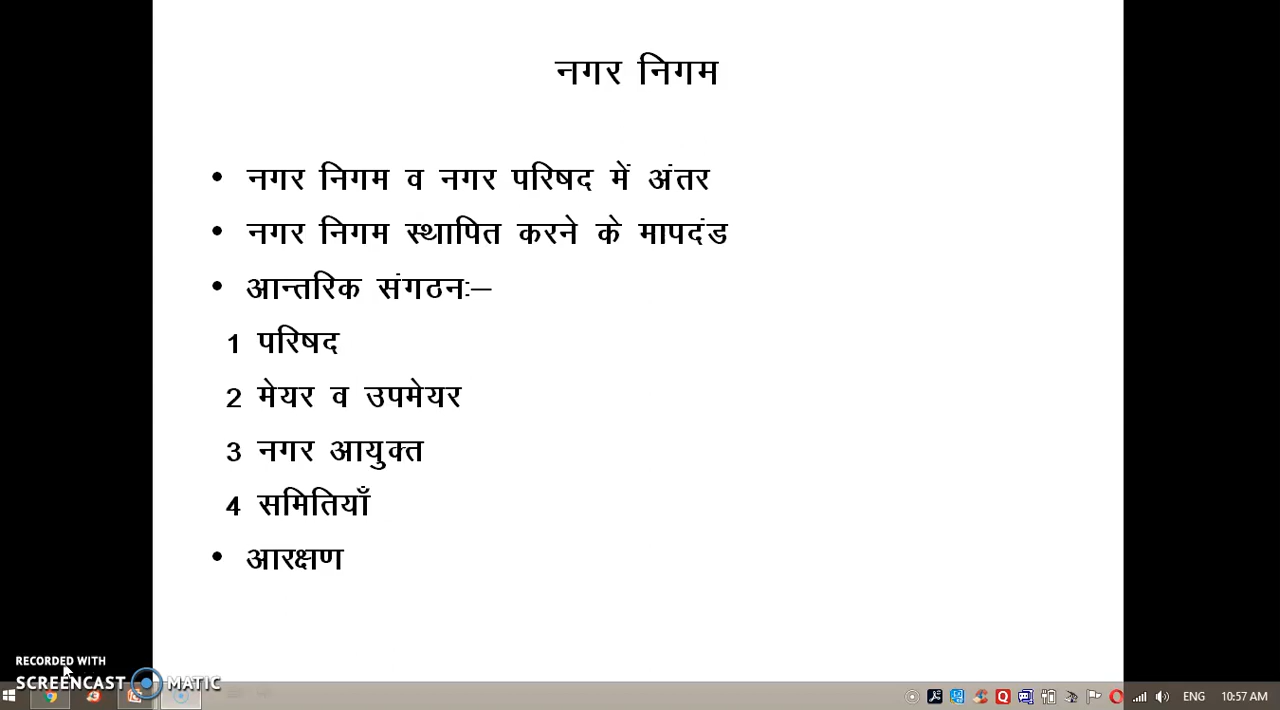 नगर निगम
• नगर निगम व नगर परिषद में अंतर
• नगर निगम स्थापित करने के मापदंड
• आन्तरिक संगठनः–
1 परिषद
2 मेयर व उपमेयर
3 नगर आयुक्त
4 समितियाँ
• आरक्षण
RECORDED WITH
SCREENCAST MATIC
ENG 10:57 AM